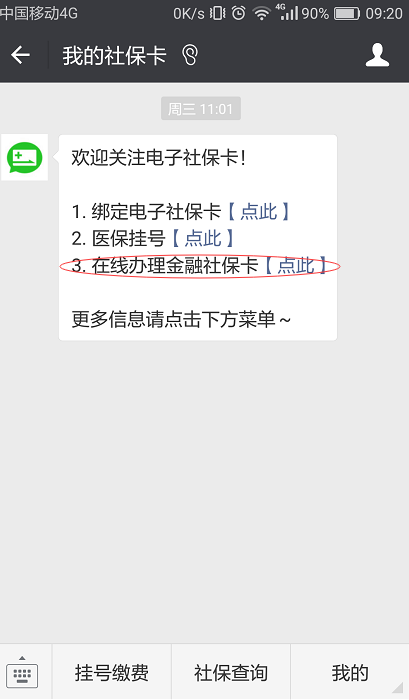 中国移动4G 0K/s 4G 90% 09:20
我的社保卡
周三 11:01
欢迎关注电子社保卡!
1. 绑定电子社保卡【点此】
2. 医保挂号【点此】
3. 在线办理金融社保卡【点此】
更多信息请点击下方菜单~
挂号缴费 社保查询 我的